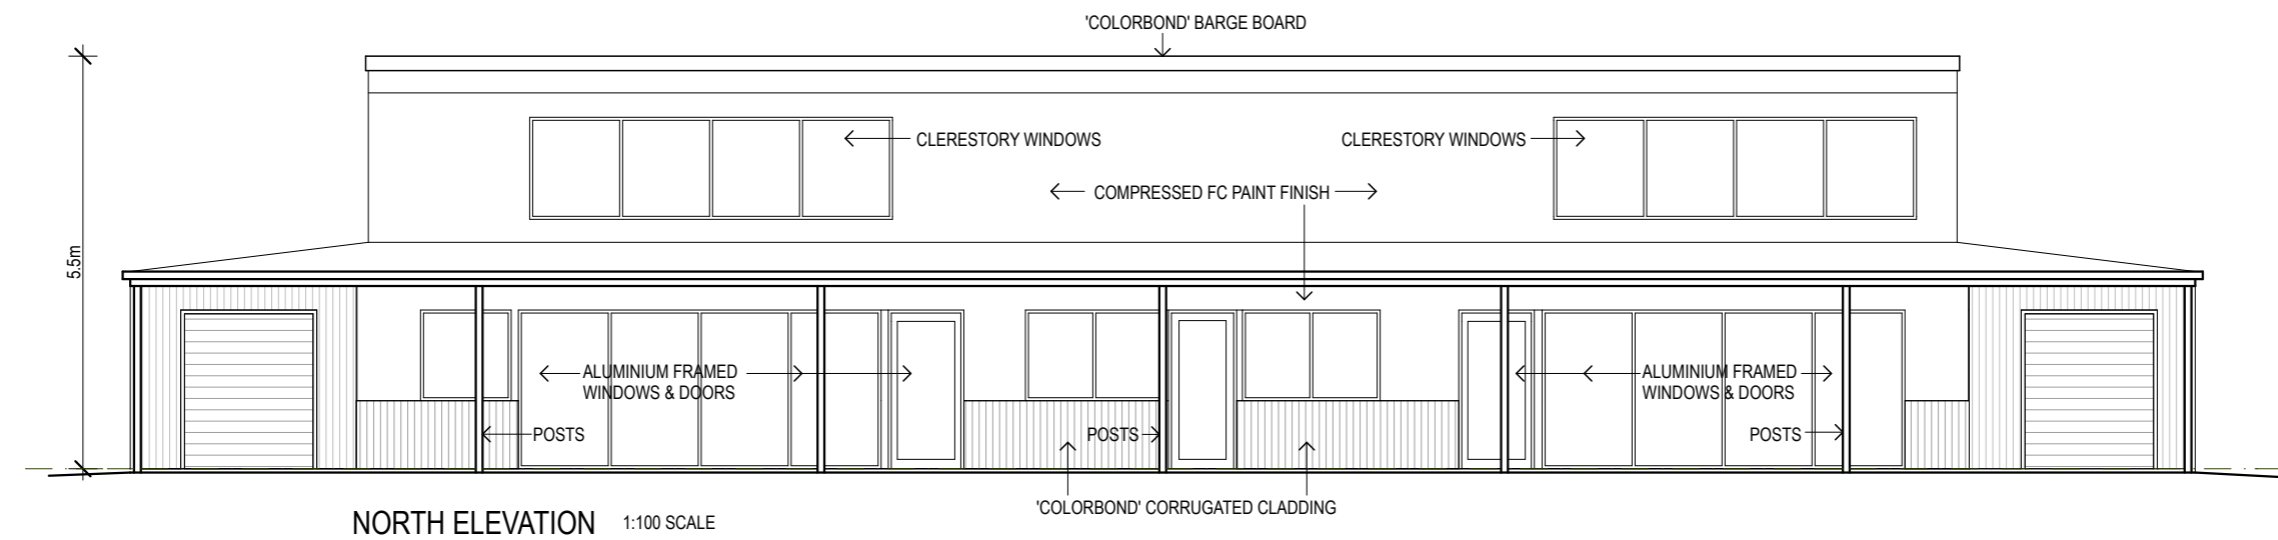 'COLORBOND' BARGE BOARD
CLERESTORY WINDOWS
CLERESTORY WINDOWS
COMPRESSED FC PAINT FINISH
5.5m
ALUMINIUM FRAMED
WINDOWS & DOORS
ALUMINIUM FRAMED
WINDOWS & DOORS
POSTS
POSTS
POSTS
'COLORBOND' CORRUGATED CLADDING
NORTH ELEVATION 1:100 SCALE